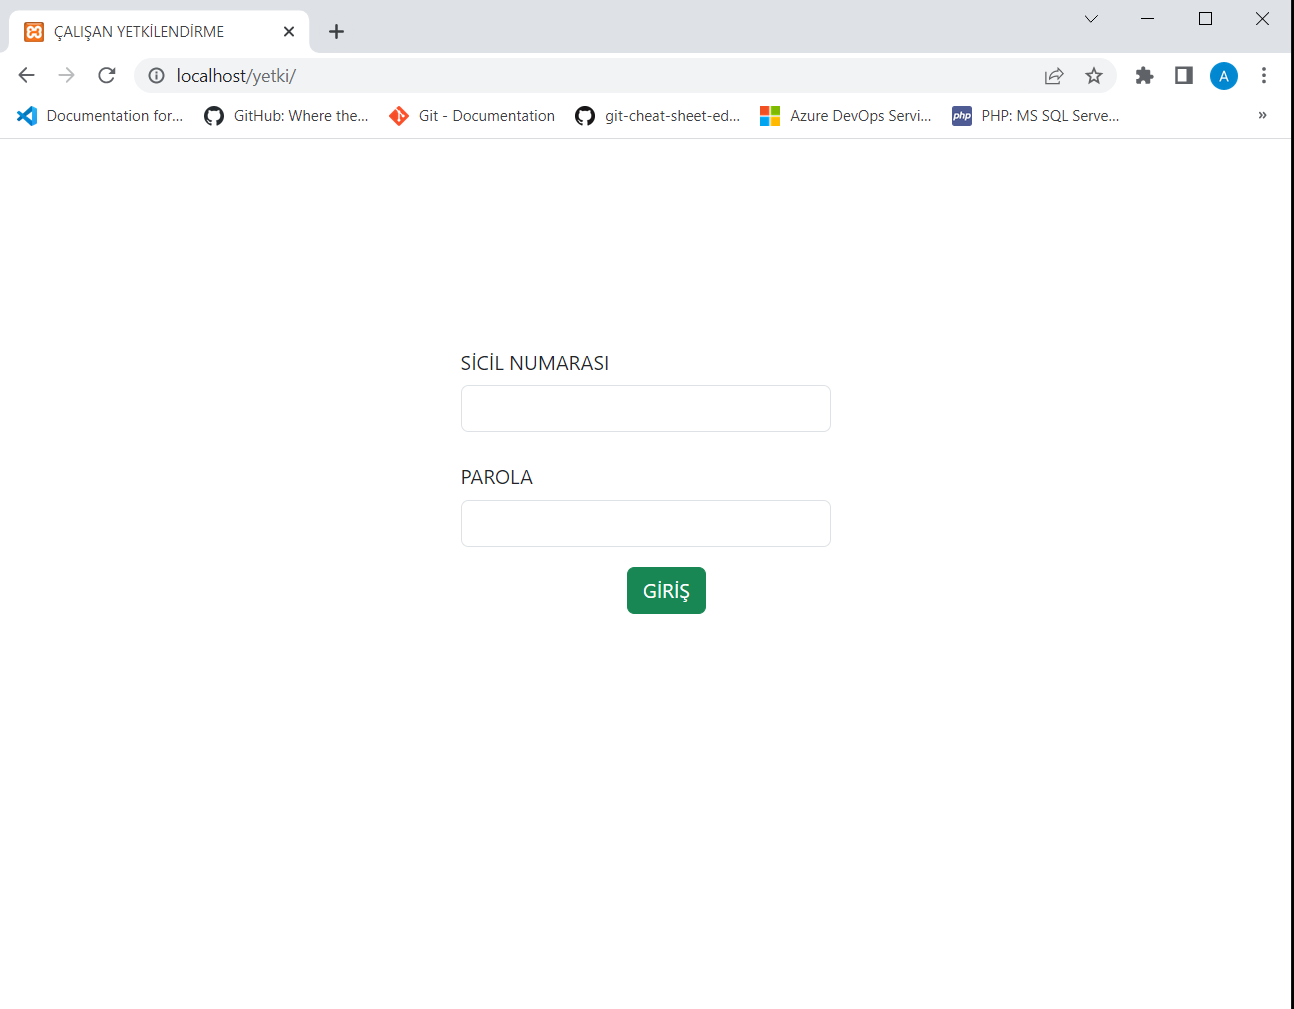 ÇALIŞAN YETKİLENDİRME
localhost/yetki/
A
Documentation for... GitHub: Where the... Git - Documentation git-cheat-sheet-ed... Azure DevOps Servi... php PHP: MS SQL Serve... »
SİCİL NUMARASI
PAROLA
GİRİŞ